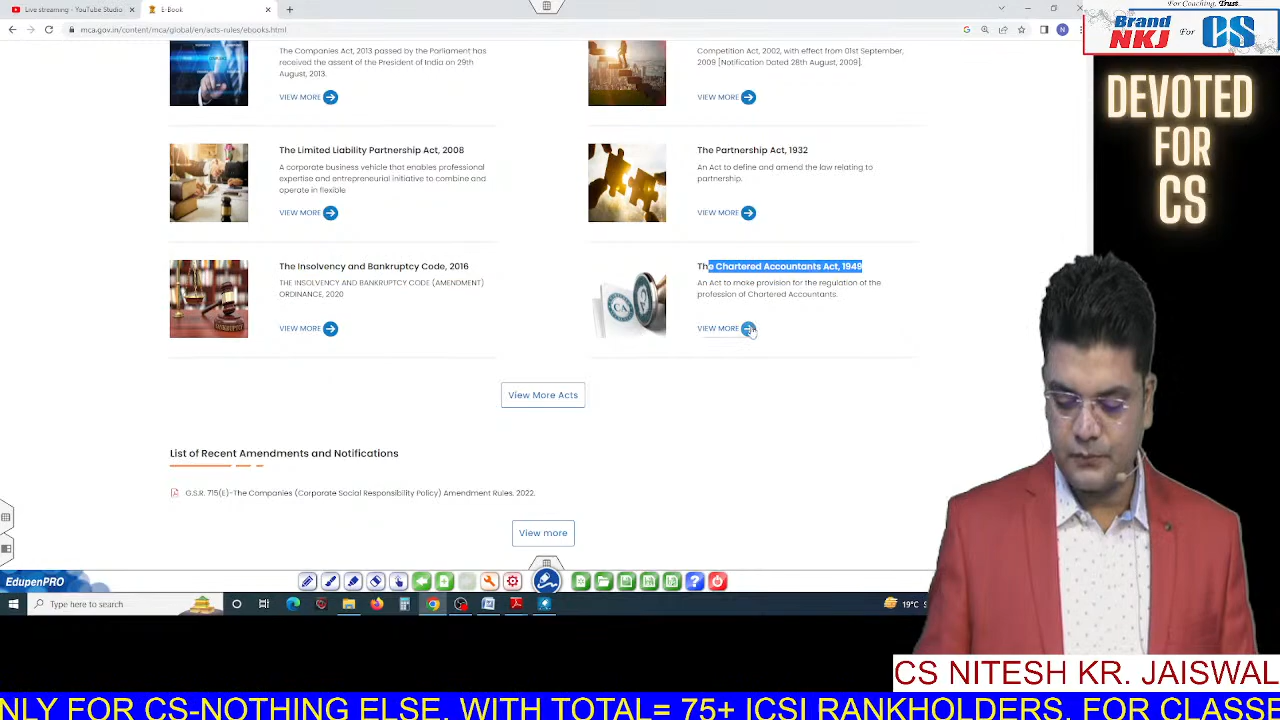 Live streaming - YouTube Studio
E-Book
mca.gov.in/content/mca/global/en/acts-rules/ebooks.html
N
For Coaching, Trust...
Brand
NKJ
For
CS
The Companies Act, 2013 passed by the Parliament has
received the assent of the President of India on 29th
August, 2013.
VIEW MORE
Competition Act, 2002, with effect from 01st September,
2009 [Notification Dated 28th August, 2009].
VIEW MORE
The Limited Liability Partnership Act, 2008
A corporate business vehicle that enables professional
expertise and entrepreneurial initiative to combine and
operate in flexible
VIEW MORE
The Partnership Act, 1932
An Act to define and amend the law relating to
partnership.
VIEW MORE
The Insolvency and Bankruptcy Code, 2016
THE INSOLVENCY AND BANKRUPTCY CODE (AMENDMENT)
ORDINANCE, 2020
VIEW MORE
BANKRUPTCY
The Chartered Accountants Act, 1949
An Act to make provision for the regulation of the
profession of Chartered Accountants.
VIEW MORE
CA
View More Acts
List of Recent Amendments and Notifications
G.S.R. 715(E)-The Companies (Corporate Social Responsibility Policy) Amendment Rules, 2022.
View more
DEVOTED
FOR
CS
EdupenPRO
Type here to search
19°C
CS NITESH KR. JAISWAL
ONLY FOR CS-NOTHING ELSE, WITH TOTAL= 75+ ICSI RANKHOLDERS, FOR CLASSE